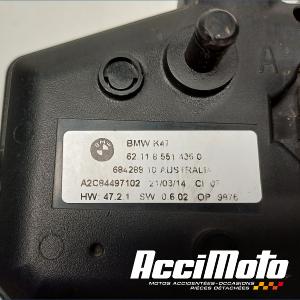 BMW K47
62.11 8 551 436 0
684289 10 AUSTRALIA
A2C84497102 21/03/14 CI 07
HW: 47.2.1 SW 0.6.02 OP 9876
A
AcciMoto
MOTOS ACCIDENTÉES-OCCASIONS
PIÈCES DÉTACHÉES